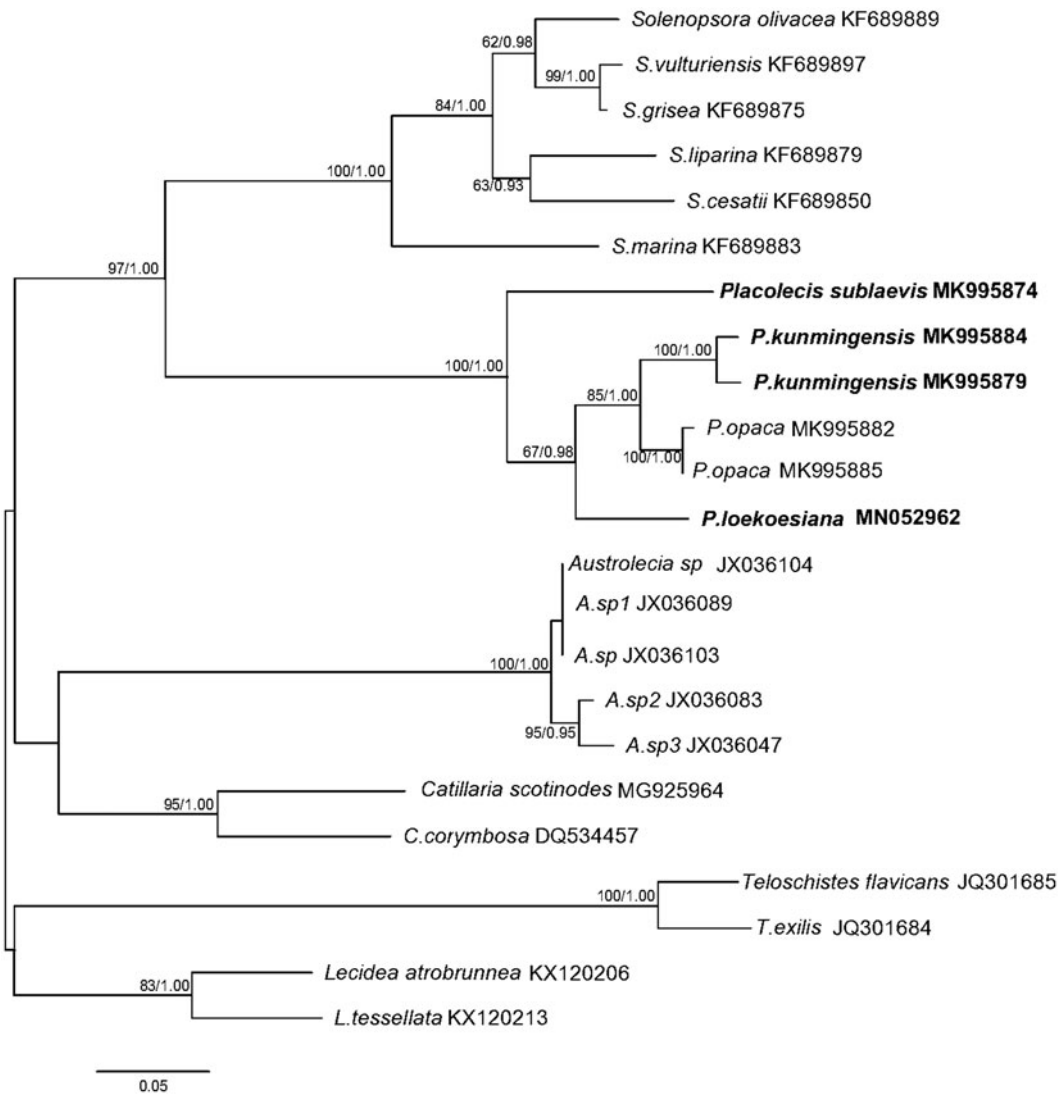 Solenopsora olivacea KF689889
62/0.98
S.vulturiensis KF689897
99/1.00
S.grisea KF689875
84/1.00
S.liparina KF689879
100/1.00
63/0.93
S.cesatii KF689850
S.marina KF689883
97/1.00
Placolecis sublaevis MK995874
P.kunmingensis MK995884
100/1.00
100/1.00
P.kunmingensis MK995879
85/1.00
P.opaca MK995882
67/0.98
100/1.00
P.opaca MK995885
P.loekoesiana MN052962
Austrolecia sp JX036104
A.sp1 JX036089
A.sp JX036103
100/1.00
A.sp2 JX036083
95/0.95
A.sp3 JX036047
Catillaria scotinodes MG925964
95/1.00
C.corymbosa DQ534457
Teloschistes flavicans JQ301685
100/1.00
T.exilis JQ301684
Lecidea atrobrunnea KX120206
83/1.00
L.tessellata KX120213
0.05